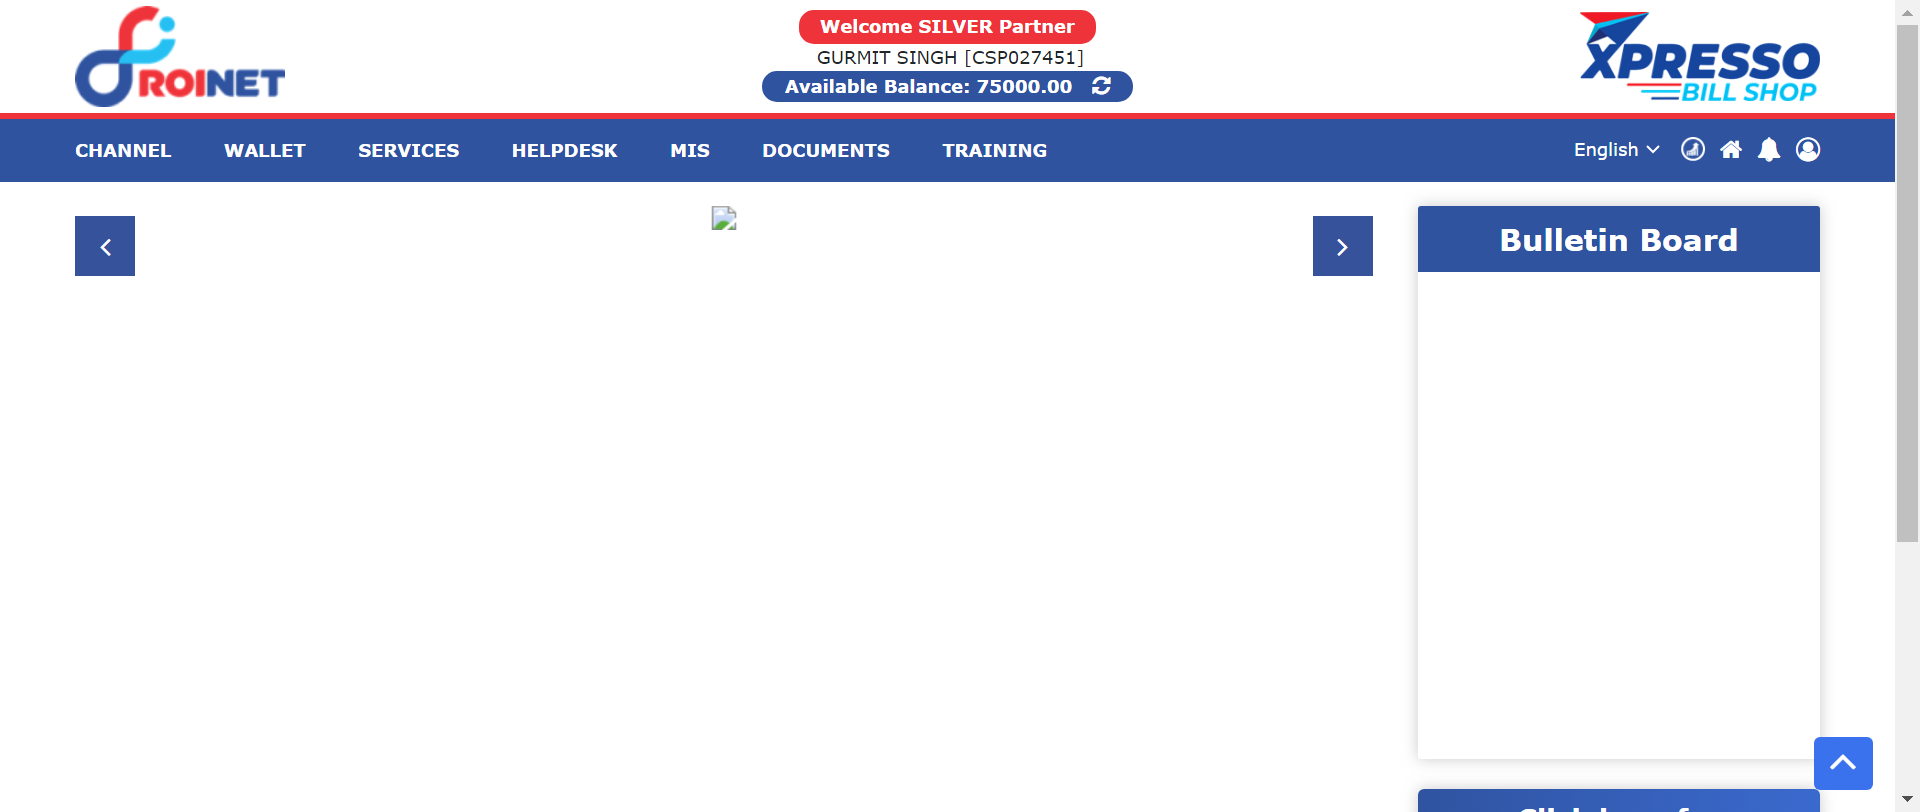 ROINET
Welcome SILVER Partner
GURMIT SINGH [CSP027451]
Available Balance: 75000.00
XPRESSO
BILL SHOP
CHANNEL WALLET SERVICES HELPDESK MIS DOCUMENTS TRAINING English
Bulletin Board